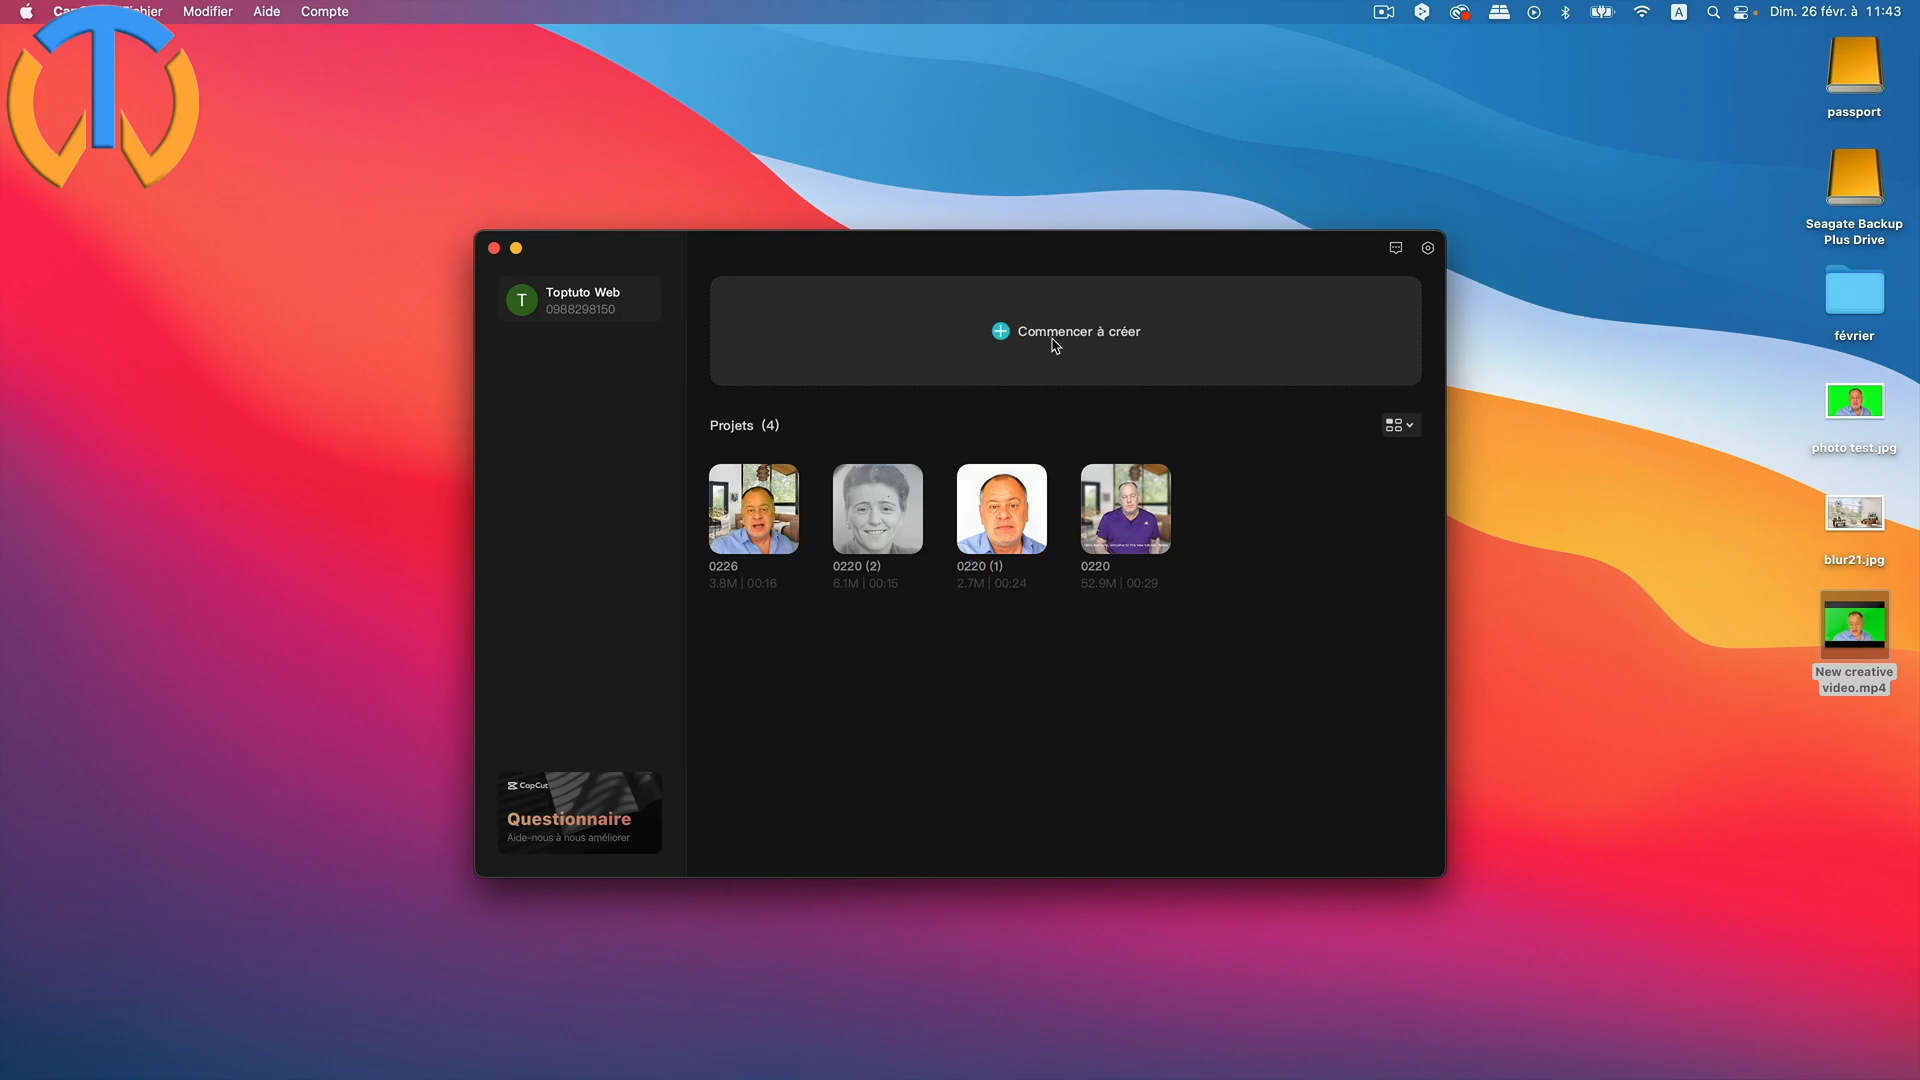 Modifier Aide Compte
A Dim. 26 févr. à 11:43
passport
Seagate Backup
Plus Drive
T Toptuto Web
0988298150
Commencer à créer
février
Projets (4)
photo test.jpg
0226
3.8M | 00:16
0220 (2)
6.1M | 00:15
0220 (1)
2.7M | 00:24
0220
52.9M | 00:29
blur21.jpg
New creative
video.mp4
CapCut
Questionnaire
Aide-nous à nous améliorer